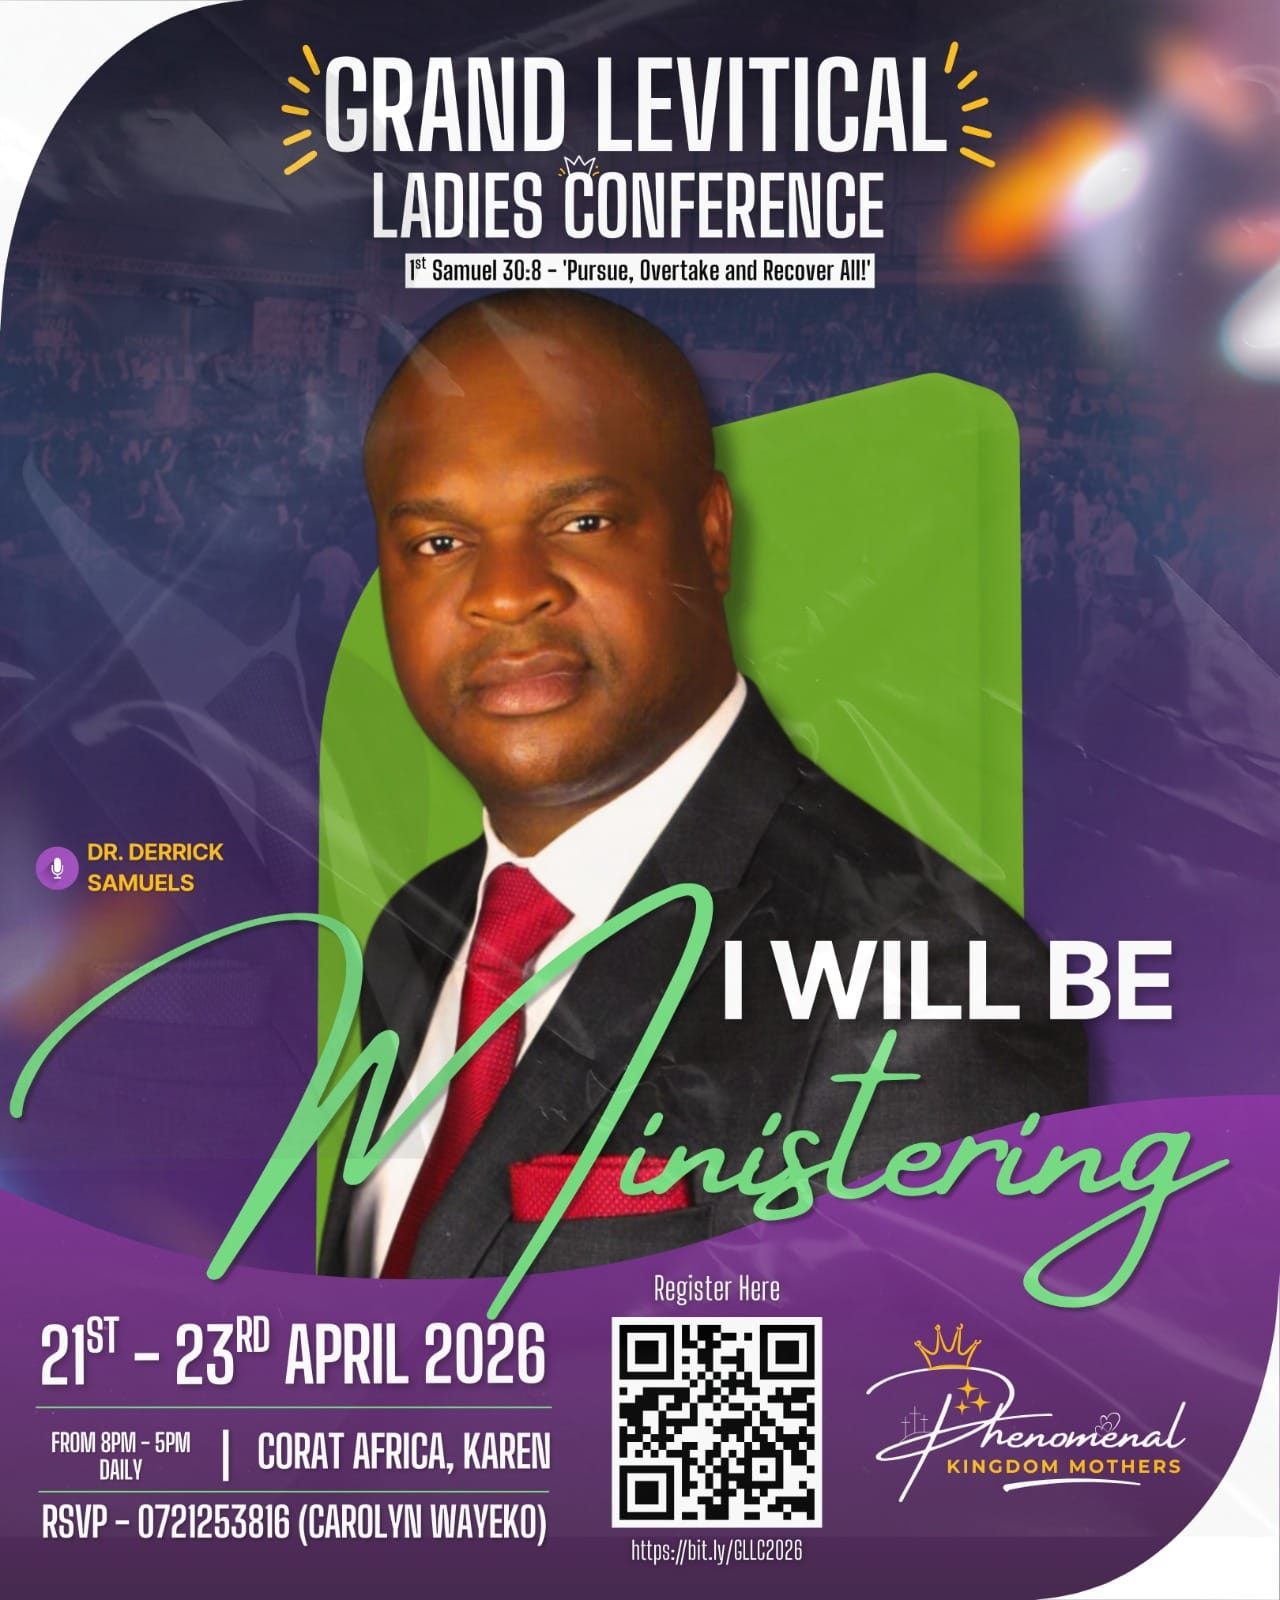 GRAND LEVITICAL
LADIES CONFERENCE
1st Samuel 30:8 - 'Pursue, Overtake and Recover All!'
DR. DERRICK
SAMUELS
I WILL BE
Ministering
21ST - 23RD APRIL 2026
FROM 8PM - 5PM
DAILY
CORAT AFRICA, KAREN
RSVP - 0721253816 (CAROLYN WAYEKO)
Register Here
https://bit.ly/GLLC2026
Phenomenal
KINGDOM MOTHERS